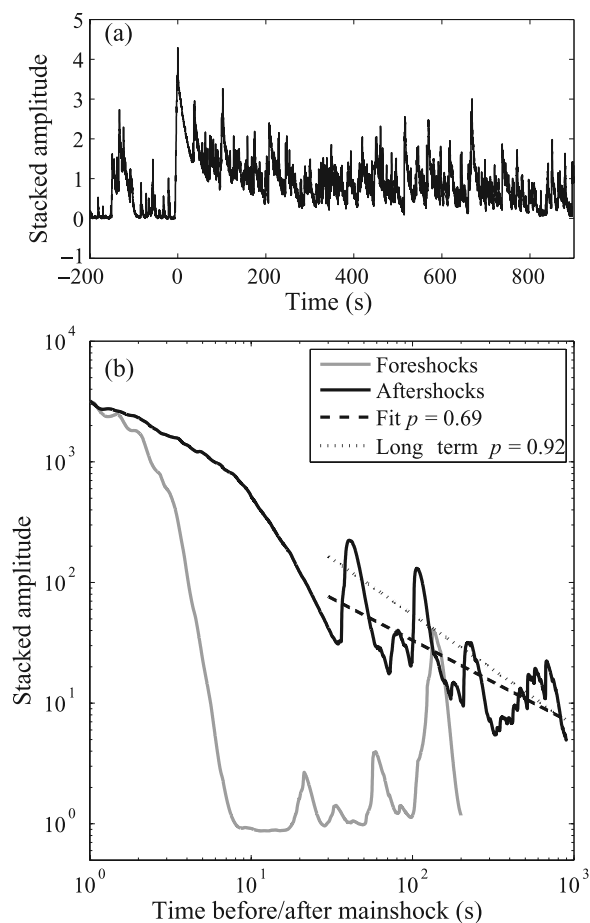 (a)
5
4
3
2
1
0
−1
Stacked amplitude
−200 0 200 400 600 800
Time (s)
(b)
Foreshocks
Aftershocks
Fit p = 0.69
Long term p = 0.92
10^4
10^3
10^2
10^1
10^0
Stacked amplitude
10^0 10^1 10^2 10^3
Time before/after mainshock (s)